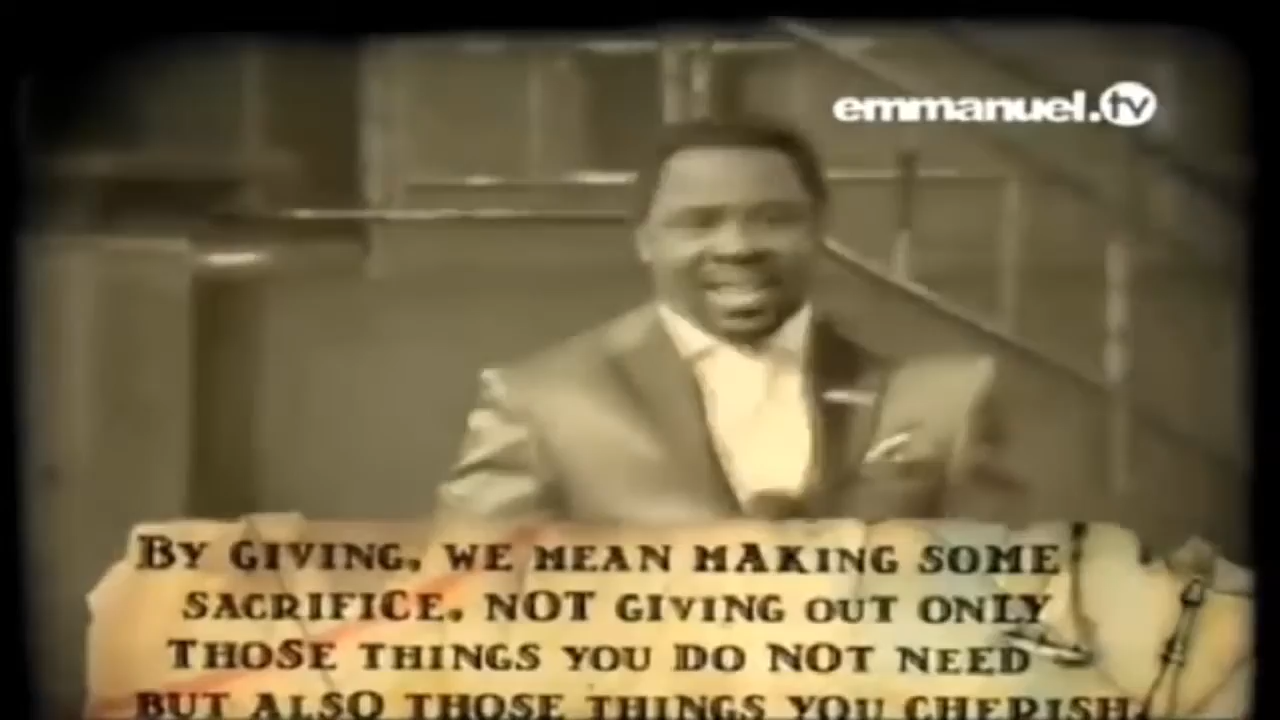 emmanuel.tv
BY GIVING, WE MEAN MAKING SOME
SACRIFICE, NOT GIVING OUT ONLY
THOSE THINGS YOU DO NOT NEED
BUT ALSO THOSE THINGS YOU CHERISH.